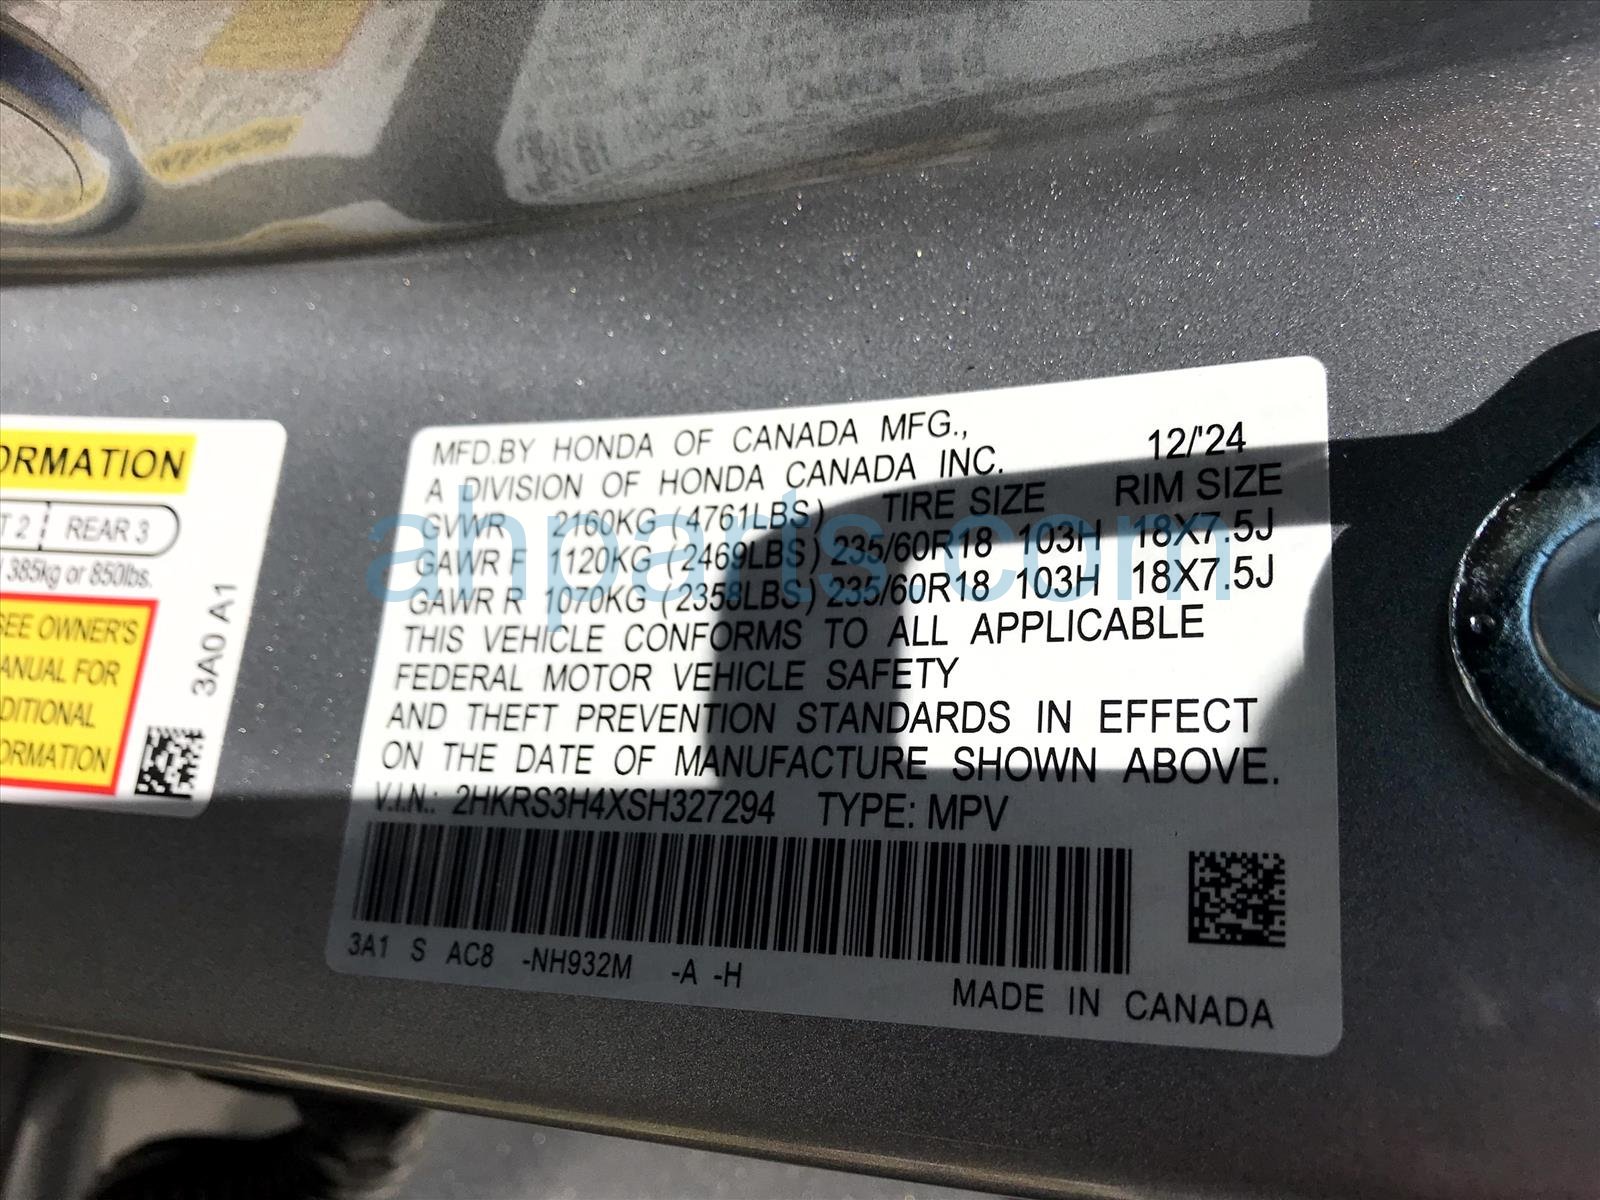 ORMATION
T 2 REAR 3
385kg or 850lbs.
SEE OWNER'S
ANUAL FOR
DITIONAL
ORMATION
3A0 A1
MFD.BY HONDA OF CANADA MFG.,
A DIVISION OF HONDA CANADA INC. 12/'24
GVWR 2160KG (4761LBS) TIRE SIZE RIM SIZE
GAWR F 1120KG (2469LBS) 235/60R18 103H 18X7.5J
GAWR R 1070KG (2358LBS) 235/60R18 103H 18X7.5J
THIS VEHICLE CONFORMS TO ALL APPLICABLE
FEDERAL MOTOR VEHICLE SAFETY
AND THEFT PREVENTION STANDARDS IN EFFECT
ON THE DATE OF MANUFACTURE SHOWN ABOVE.
V.I.N.: 2HKRS3H4XSH327294 TYPE: MPV
3A1 S AC8 -NH932M -A -H
MADE IN CANADA
ahparts.com